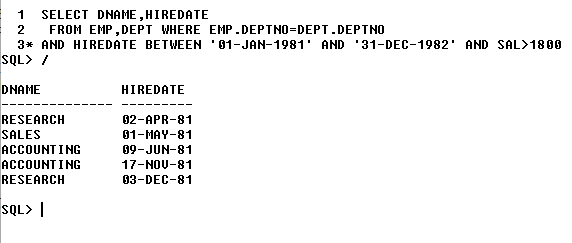 1 SELECT DNAME,HIREDATE
2 FROM EMP,DEPT WHERE EMP.DEPTNO=DEPT.DEPTNO
3* AND HIREDATE BETWEEN '01-JAN-1981' AND '31-DEC-1982' AND SAL>1800
SQL> /
DNAME HIREDATE
-------------- ---------
RESEARCH 02-APR-81
SALES 01-MAY-81
ACCOUNTING 09-JUN-81
ACCOUNTING 17-NOV-81
RESEARCH 03-DEC-81
SQL>